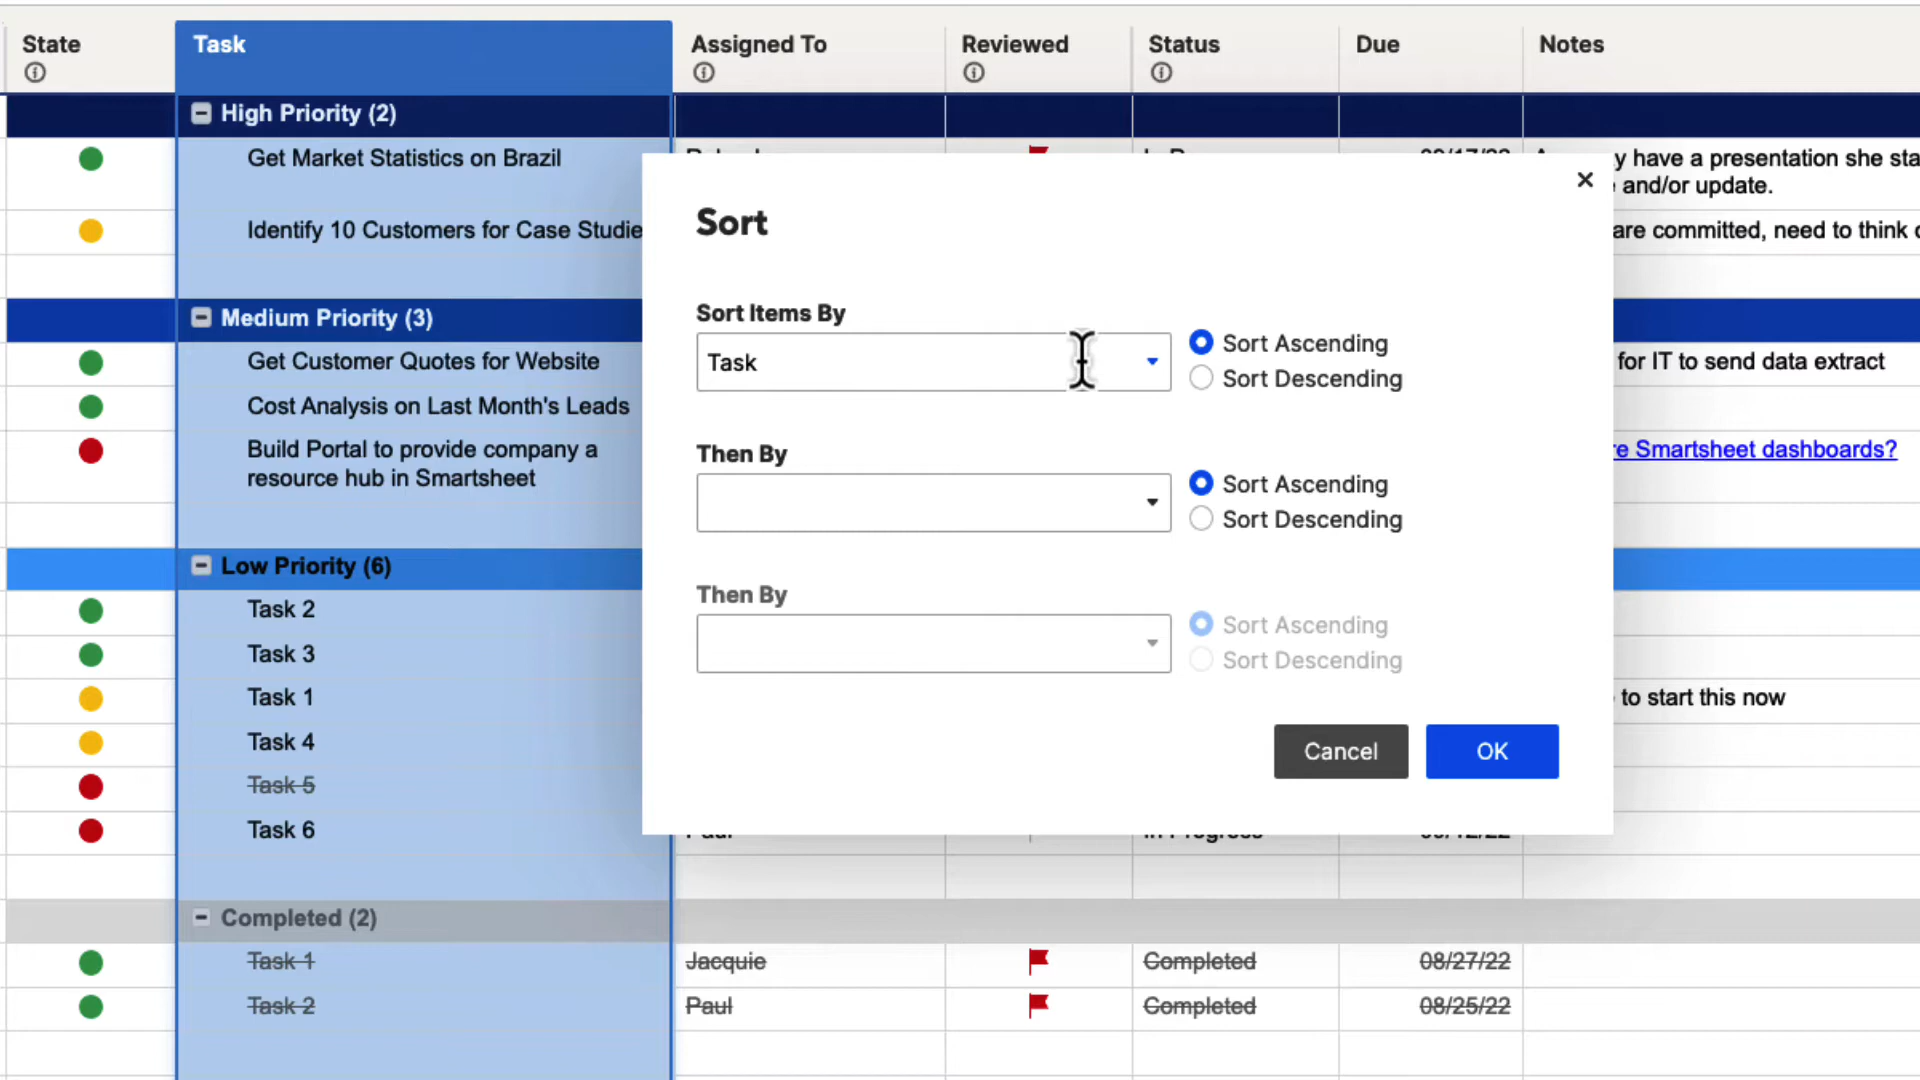 State
Task
Assigned To
Reviewed
Status
Due
Notes
High Priority (2)
Get Market Statistics on Brazil
y have a presentation she sta
and/or update.
Identify 10 Customers for Case Studie
are committed, need to think
Medium Priority (3)
Get Customer Quotes for Website
for IT to send data extract
Cost Analysis on Last Month's Leads
Build Portal to provide company a
resource hub in Smartsheet
re Smartsheet dashboards?
Low Priority (6)
Task 2
Task 3
Task 1
to start this now
Task 4
Task 5
Task 6
Completed (2)
Task 1
Jacquie
Completed
08/27/22
Task 2
Paul
Completed
08/25/22
Sort
Sort Items By
Task
Sort Ascending
Sort Descending
Then By
Sort Ascending
Sort Descending
Then By
Sort Ascending
Sort Descending
Cancel
OK